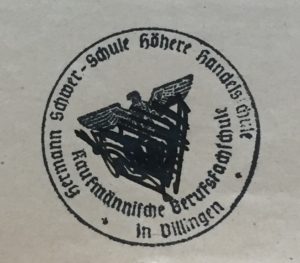 Hermann Schwer-Schule Höhere Handelsschule
Kaufmännische Berufsfachschule
in Villingen